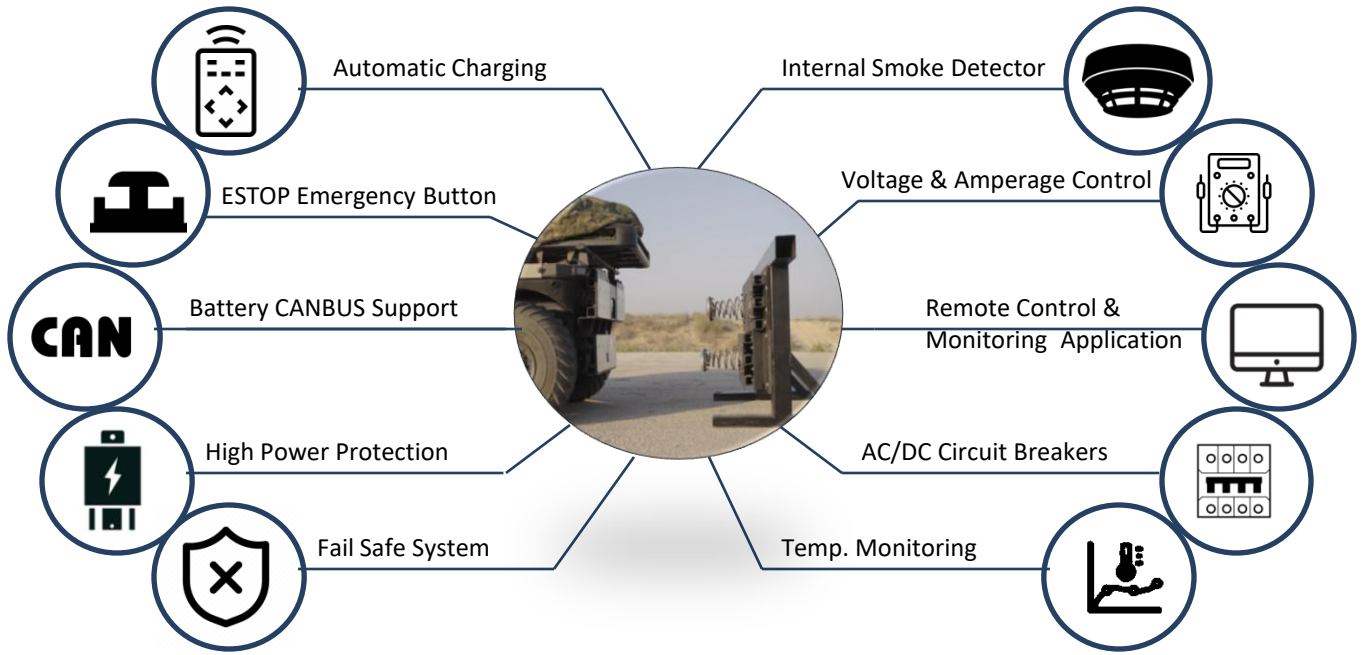 Automatic Charging
Internal Smoke Detector
ESTOP Emergency Button
Voltage & Amperage Control
CAN
Battery CANBUS Support
Remote Control &
Monitoring Application
High Power Protection
AC/DC Circuit Breakers
Fail Safe System
Temp. Monitoring